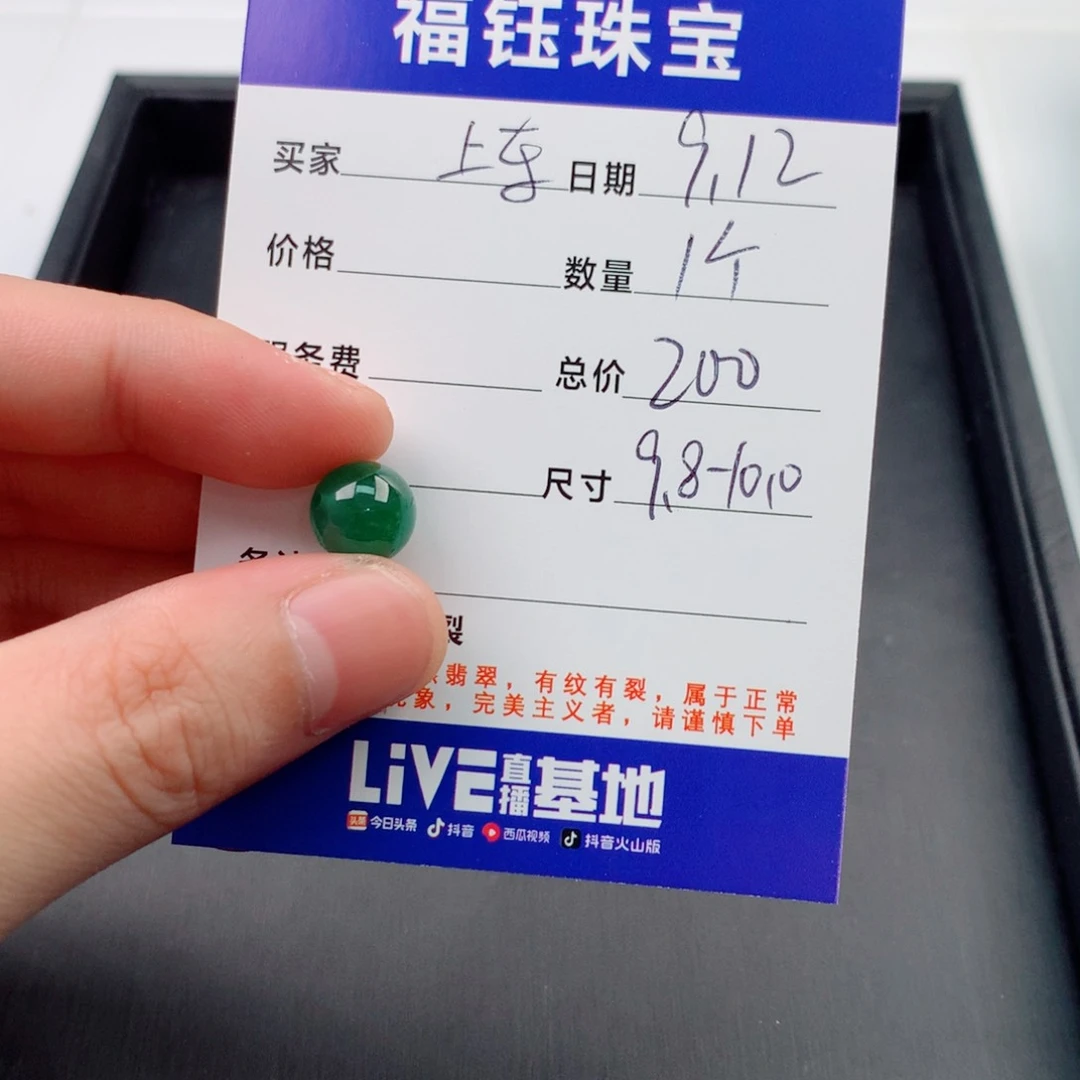 福钰珠宝
买家 上车 日期 9.12
价格 数量 1个
服务费 总价 200
尺寸 9.8-10.0
裂
翡翠，有纹有裂，属于正常
象，完美主义者，请谨慎下单
LiVE直播基地
头条 今日头条 抖音 西瓜视频 抖音火山版